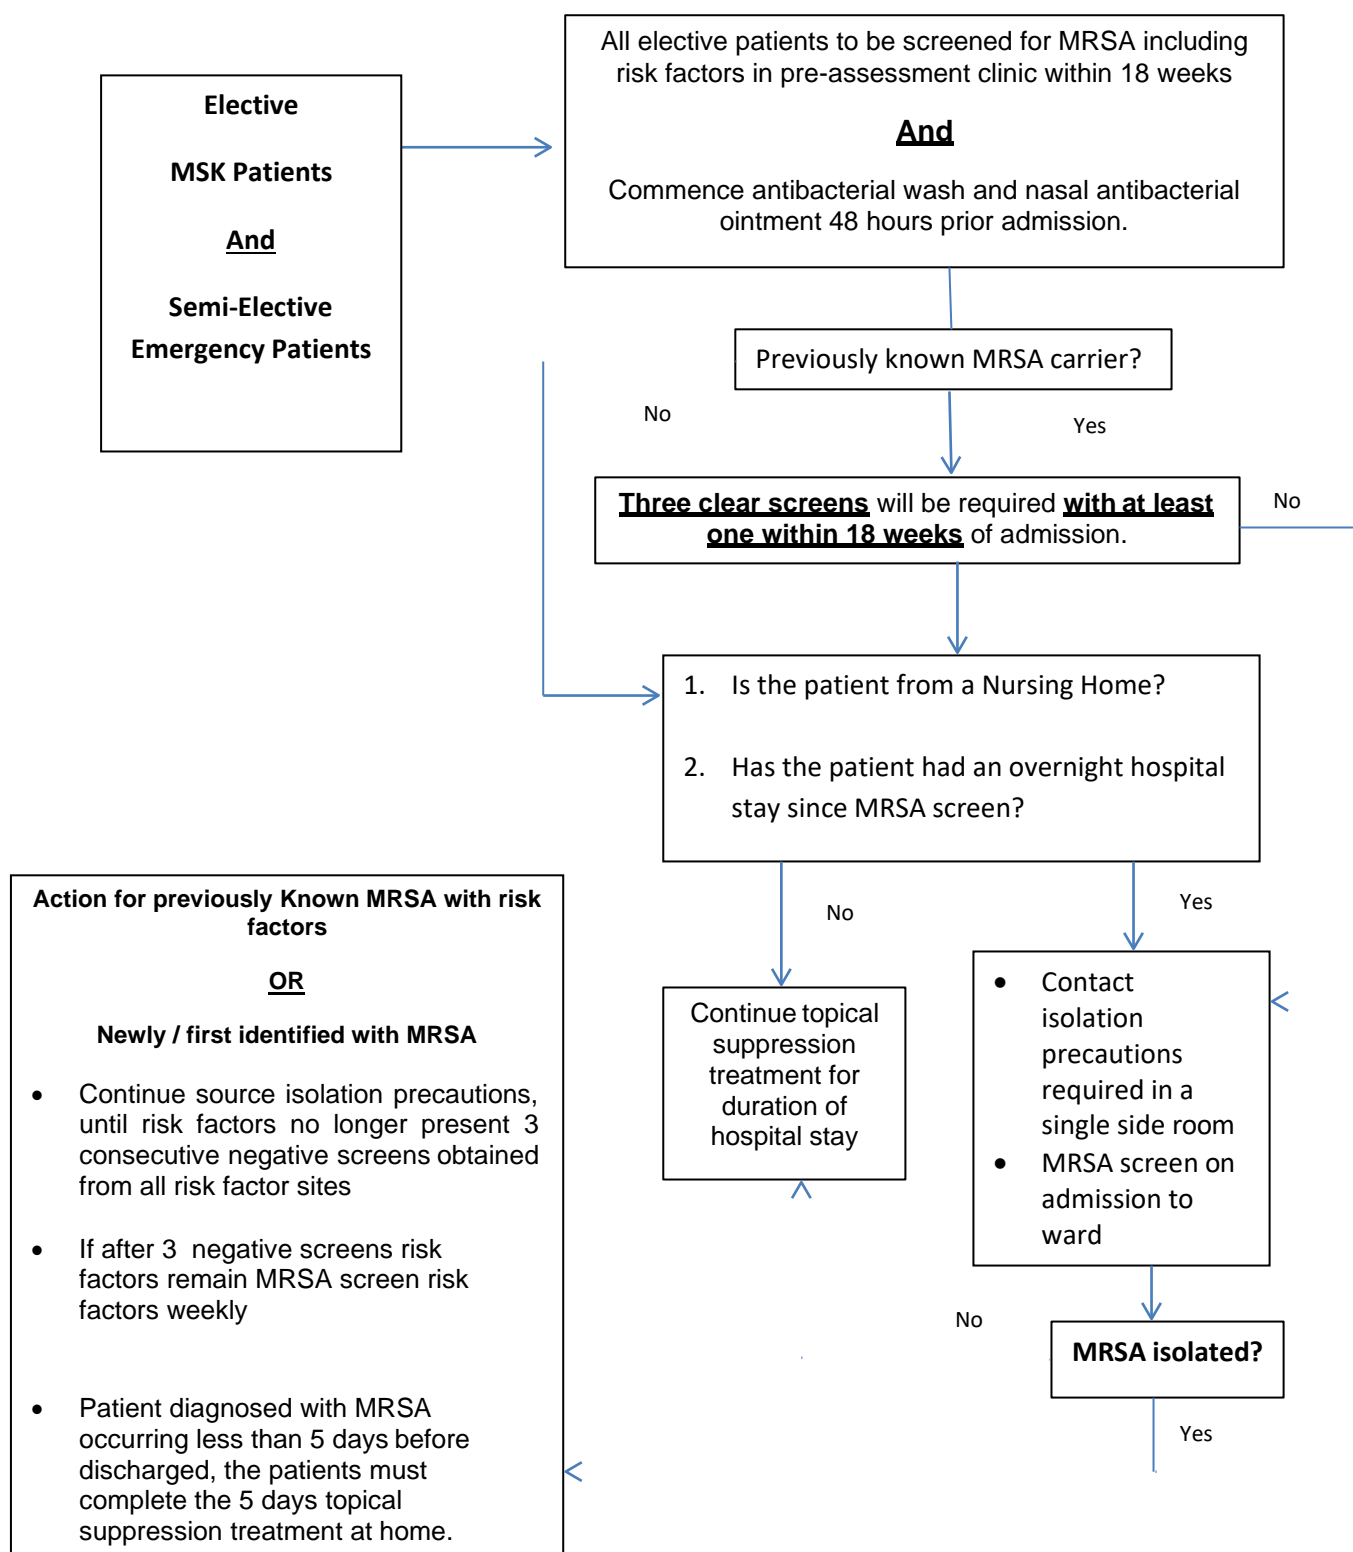 Elective
MSK Patients
And
Semi-Elective
Emergency Patients
All elective patients to be screened for MRSA including
risk factors in pre-assessment clinic within 18 weeks
And
Commence antibacterial wash and nasal antibacterial
ointment 48 hours prior admission.
Previously known MRSA carrier?
No
Yes
Three clear screens will be required with at least
one within 18 weeks of admission.
No
1. Is the patient from a Nursing Home?
2. Has the patient had an overnight hospital
stay since MRSA screen?
No
Yes
Continue topical
suppression
treatment for
duration of
hospital stay
• Contact
isolation
precautions
required in a
single side room
• MRSA screen on
admission to
ward
No
MRSA isolated?
Yes
Action for previously Known MRSA with risk
factors
OR
Newly / first identified with MRSA
• Continue source isolation precautions,
until risk factors no longer present 3
consecutive negative screens obtained
from all risk factor sites
• If after 3 negative screens risk
factors remain MRSA screen risk
factors weekly
• Patient diagnosed with MRSA
occurring less than 5 days before
discharged, the patients must
complete the 5 days topical
suppression treatment at home.